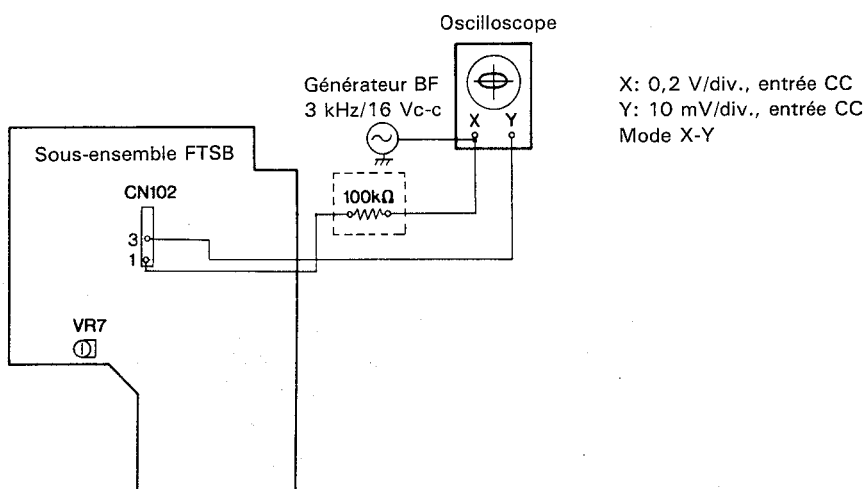 Oscilloscope
Générateur BF
3 kHz/16 Vc-c
X Y
X: 0,2 V/div., entrée CC
Y: 10 mV/div., entrée CC
Mode X-Y
Sous-ensemble FTSB
CN102
100kΩ
3
1
VR7